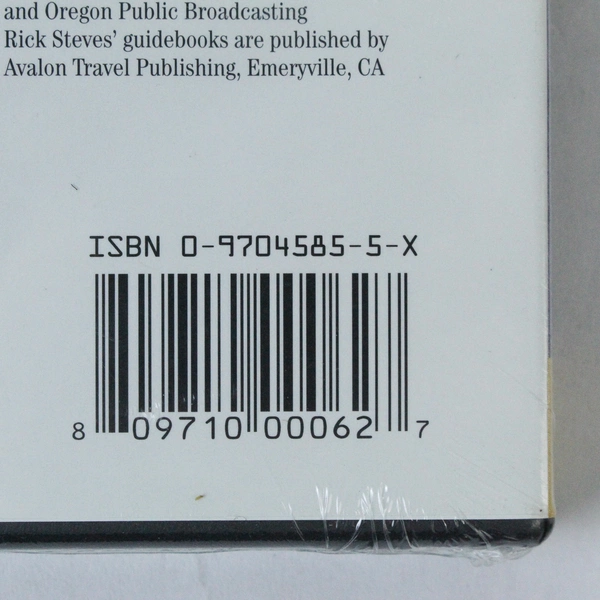 and Oregon Public Broadcasting
Rick Steves' guidebooks are published by
Avalon Travel Publishing, Emeryville, CA
ISBN 0-9704585-5-X
8 09710 00062 7